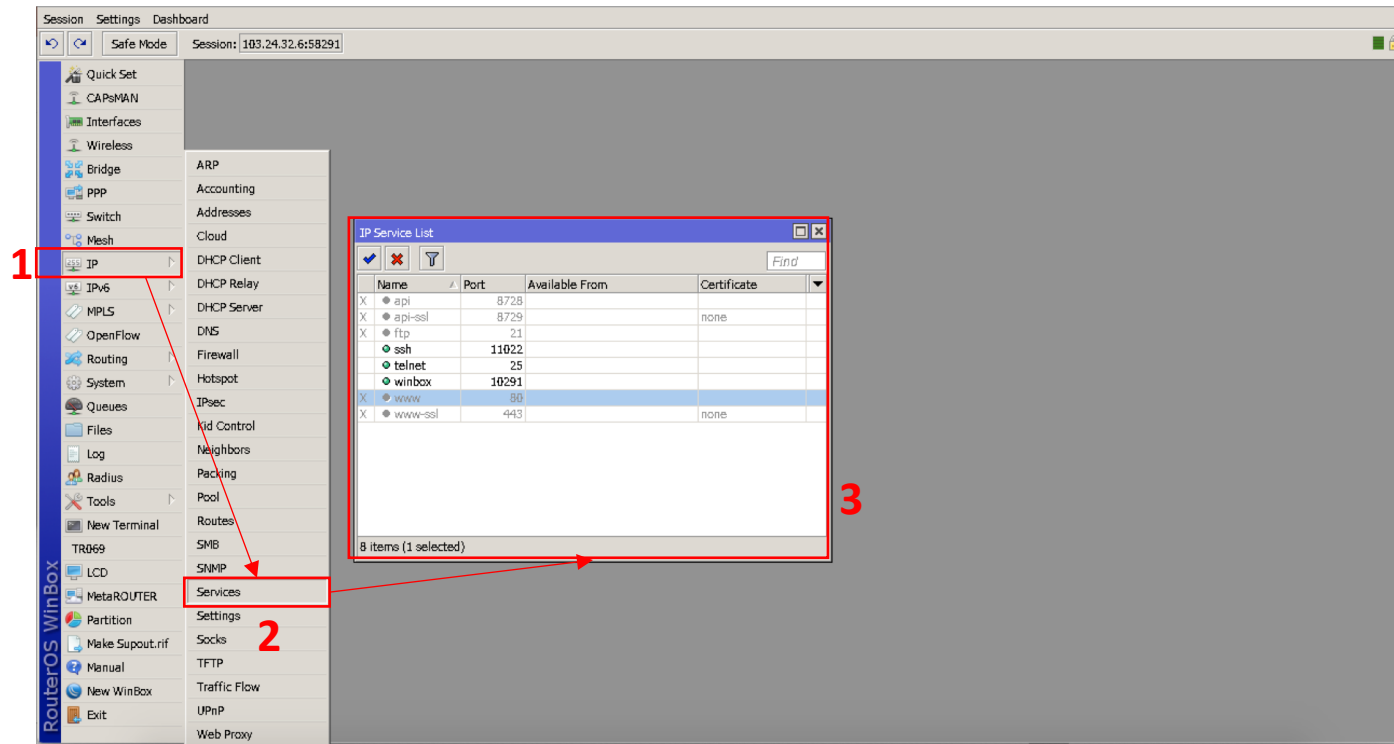 Session Settings Dashboard
Safe Mode Session: 103.24.32.6:58291
Quick Set
CAPsMAN
Interfaces
Wireless
Bridge
PPP
Switch
Mesh
1
IP
IPv6
MPLS
OpenFlow
Routing
System
Queues
Files
Log
Radius
Tools
New Terminal
TR069
LCD
MetaROUTER
Partition
Make Supout.rif
Manual
New WinBox
Exit
RouterOS WinBox
ARP
Accounting
Addresses
Cloud
DHCP Client
DHCP Relay
DHCP Server
DNS
Firewall
Hotspot
IPsec
Kid Control
Neighbors
Packing
Pool
Routes
SMB
SNMP
Services
Settings
2
Socks
TFTP
Traffic Flow
UPnP
Web Proxy
IP Service List
Find
Name Port Available From Certificate
X api 8728
X api-ssl 8729 none
X ftp 21
ssh 11022
telnet 25
winbox 10291
X www 80
X www-ssl 443 none
8 items (1 selected)
3